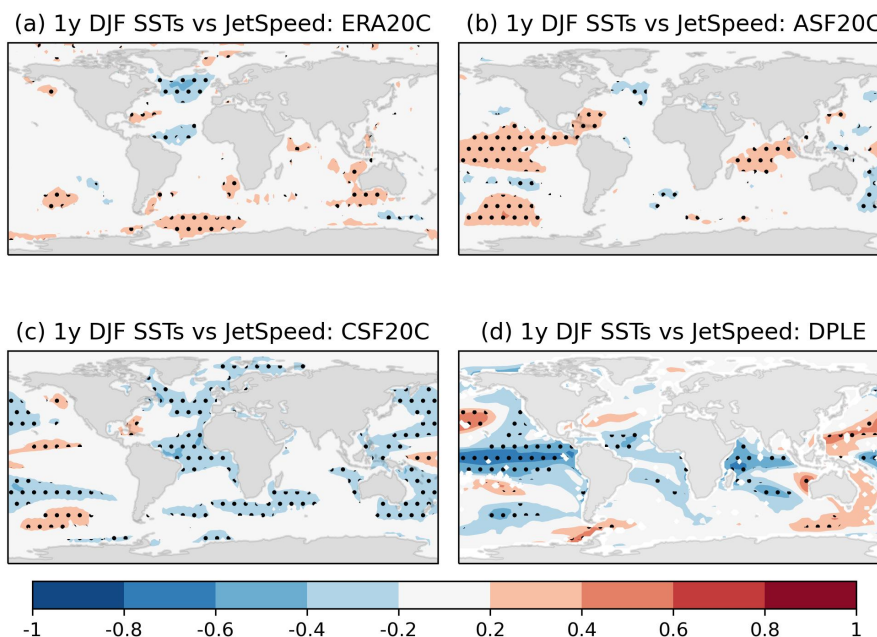 (a) 1y DJF SSTs vs JetSpeed: ERA20C
(b) 1y DJF SSTs vs JetSpeed: ASF20C
(c) 1y DJF SSTs vs JetSpeed: CSF20C
(d) 1y DJF SSTs vs JetSpeed: DPLE
-1 -0.8 -0.6 -0.4 -0.2 0.2 0.4 0.6 0.8 1